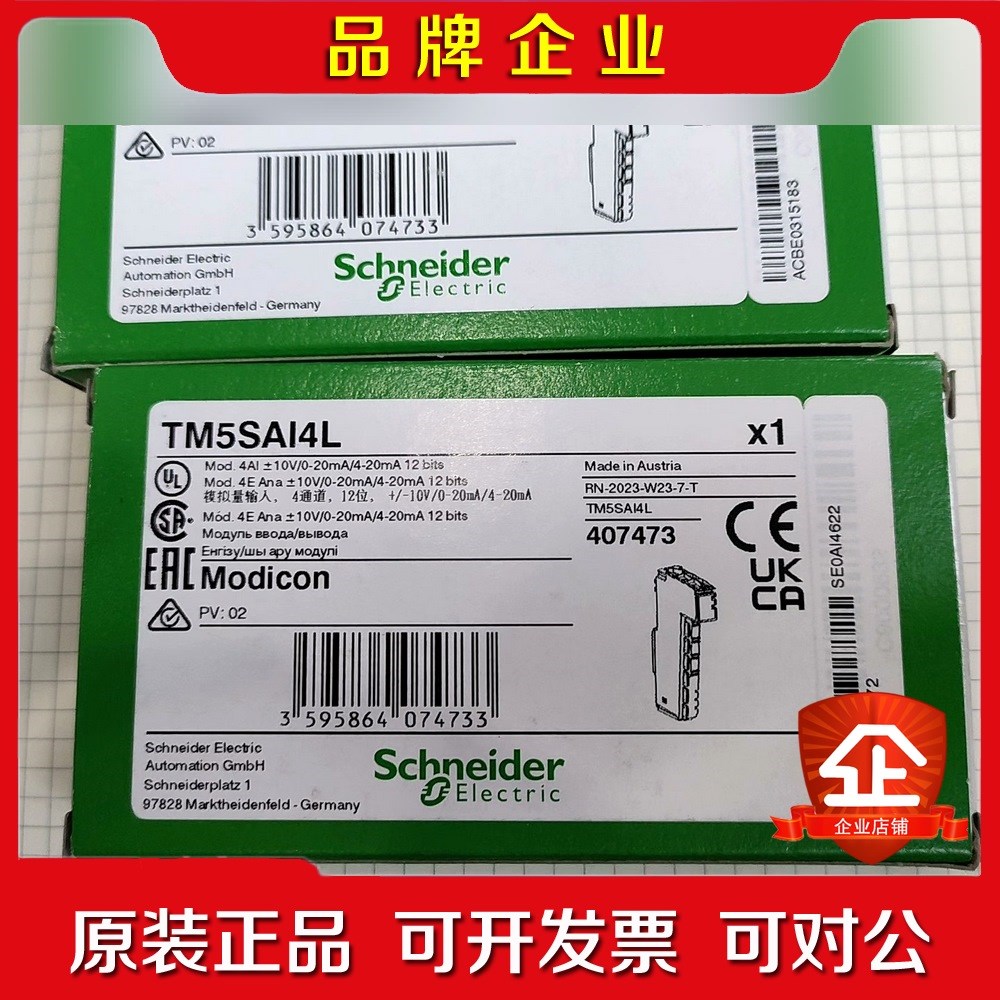 品牌企业
PV: 02
3 595864 074733
Schneider Electric
Automation GmbH
Schneiderplatz 1
97828 Marktheidenfeld - Germany
Schneider
Electric
ACBE0315183
TM5SAI4L
x1
Mod. 4AI ±10V/0-20mA/4-20mA 12 bits
Mod. 4E Ana ±10V/0-20mA/4-20mA 12 bits
模拟量输入, 4通道, 12位, +/-10V/0-20mA/4-20mA
Mód. 4E Ana ±10V/0-20mA/4-20mA 12 bits
Модуль ввода/вывода
Енгізу/шы ару модулі
UL
SA
EAC
Modicon
PV: 02
Made in Austria
RN-2023-W23-7-T
TM5SAI4L
407473
CE
UK
CA
SE0AI4622
3 595864 074733
Schneider Electric
Automation GmbH
Schneiderplatz 1
97828 Marktheidenfeld - Germany
Schneider
Electric
企
企业店铺
原装正品 可开发票 可对公